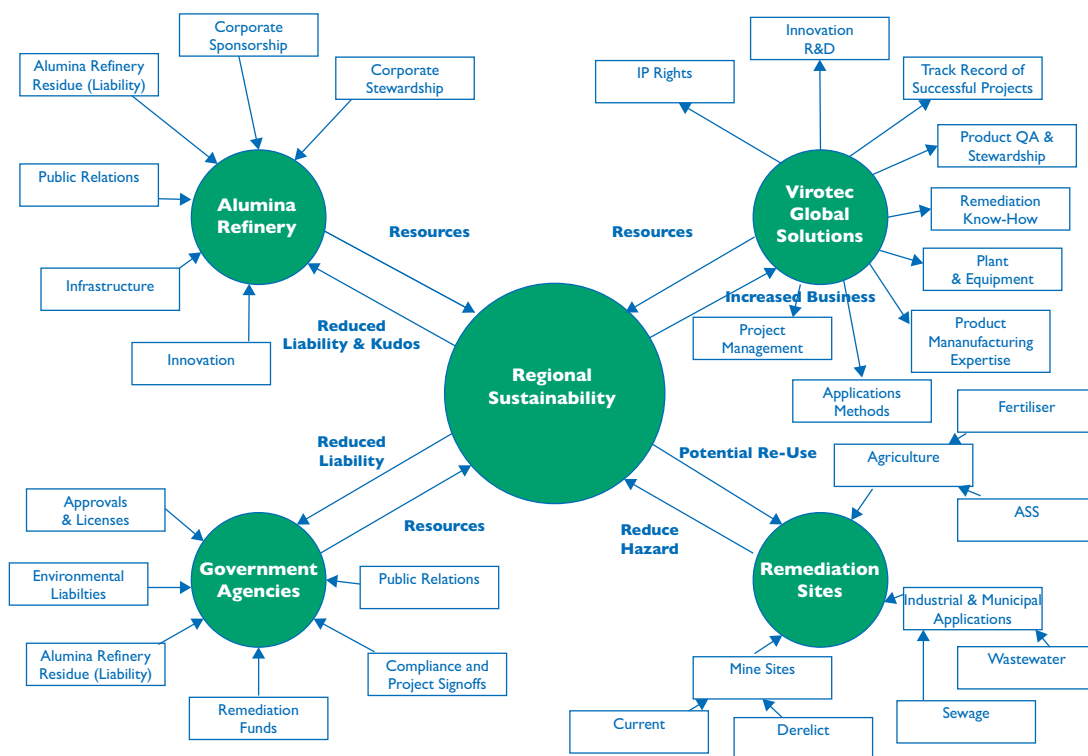 Corporate
Sponsorship
Alumina Refinery
Residue (Liability)
Corporate
Stewardship
Public Relations
Alumina
Refinery
Infrastructure
Innovation
Resources
Reduced
Liability & Kudos
Innovation
R&D
IP Rights
Track Record of
Successful Projects
Product QA &
Stewardship
Virotec
Global
Solutions
Remediation
Know-How
Plant
& Equipment
Resources
Increased Business
Project
Management
Product
Mananufacturing
Expertise
Applications
Methods
Regional
Sustainability
Reduced
Liability
Resources
Approvals
& Licenses
Environmental
Liabilties
Government
Agencies
Public Relations
Alumina Refinery
Residue (Liability)
Remediation
Funds
Compliance and
Project Signoffs
Potential Re-Use
Reduce
Hazard
Fertiliser
Agriculture
ASS
Remediation
Sites
Industrial & Municipal
Applications
Wastewater
Sewage
Mine Sites
Current
Derelict